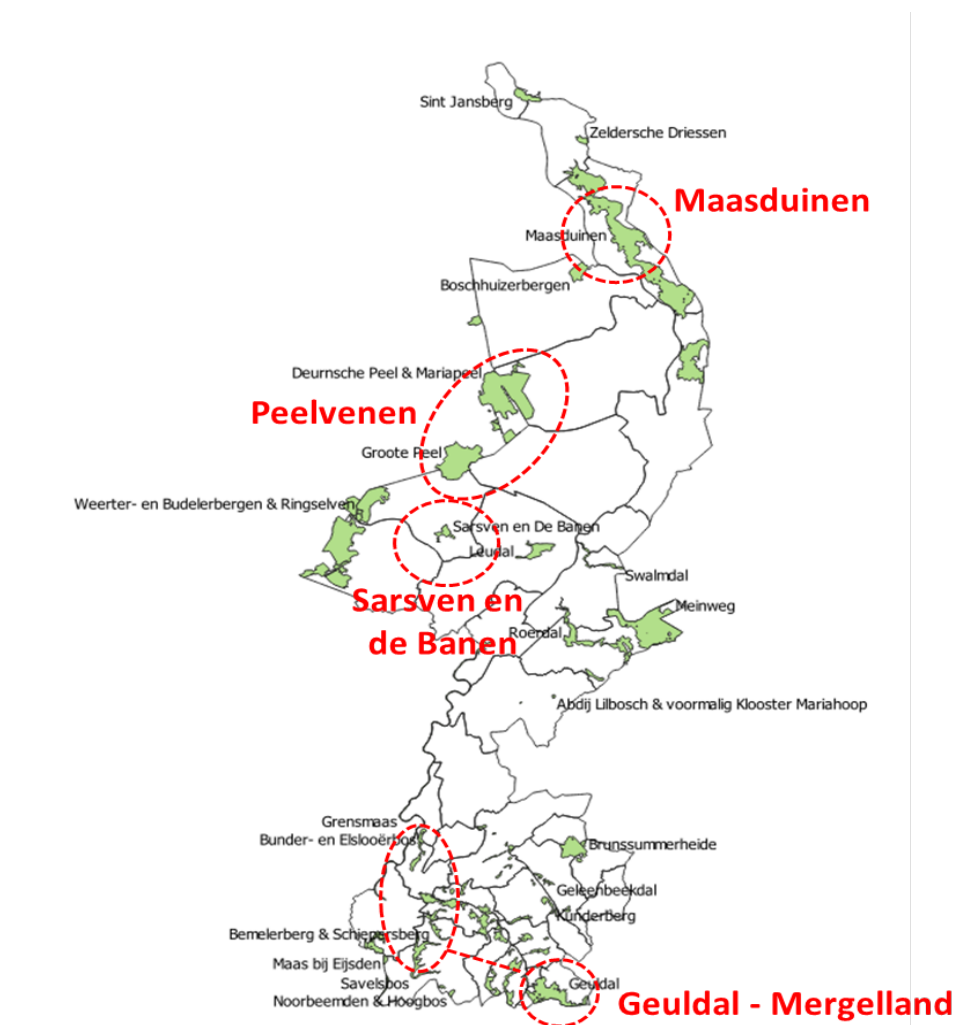 Sint Jansberg
Zeldersche Driessen
Maasduinen
Maasduinen
Boschhuizerbergen
Deurnsche Peel & Mariapeel
Peelvenen
Groote Peel
Weerter- en Budelerbergen & Ringselven
Sarsven en De Banen
Leudal
Swalmdal
Sarsven en
de Banen
Meinweg
Roerdal
Abdij Lilbosch & voormalig Klooster Mariahoop
Grensmaas
Bunder- en Elslooërbos
Brunssummerheide
Geleenbeekdal
Kunderberg
Bemelerberg & Schiepersberg
Maas bij Eijsden
Savelsbos
Geuldal
Noorbeemden & Hoogbos
Geuldal - Mergelland